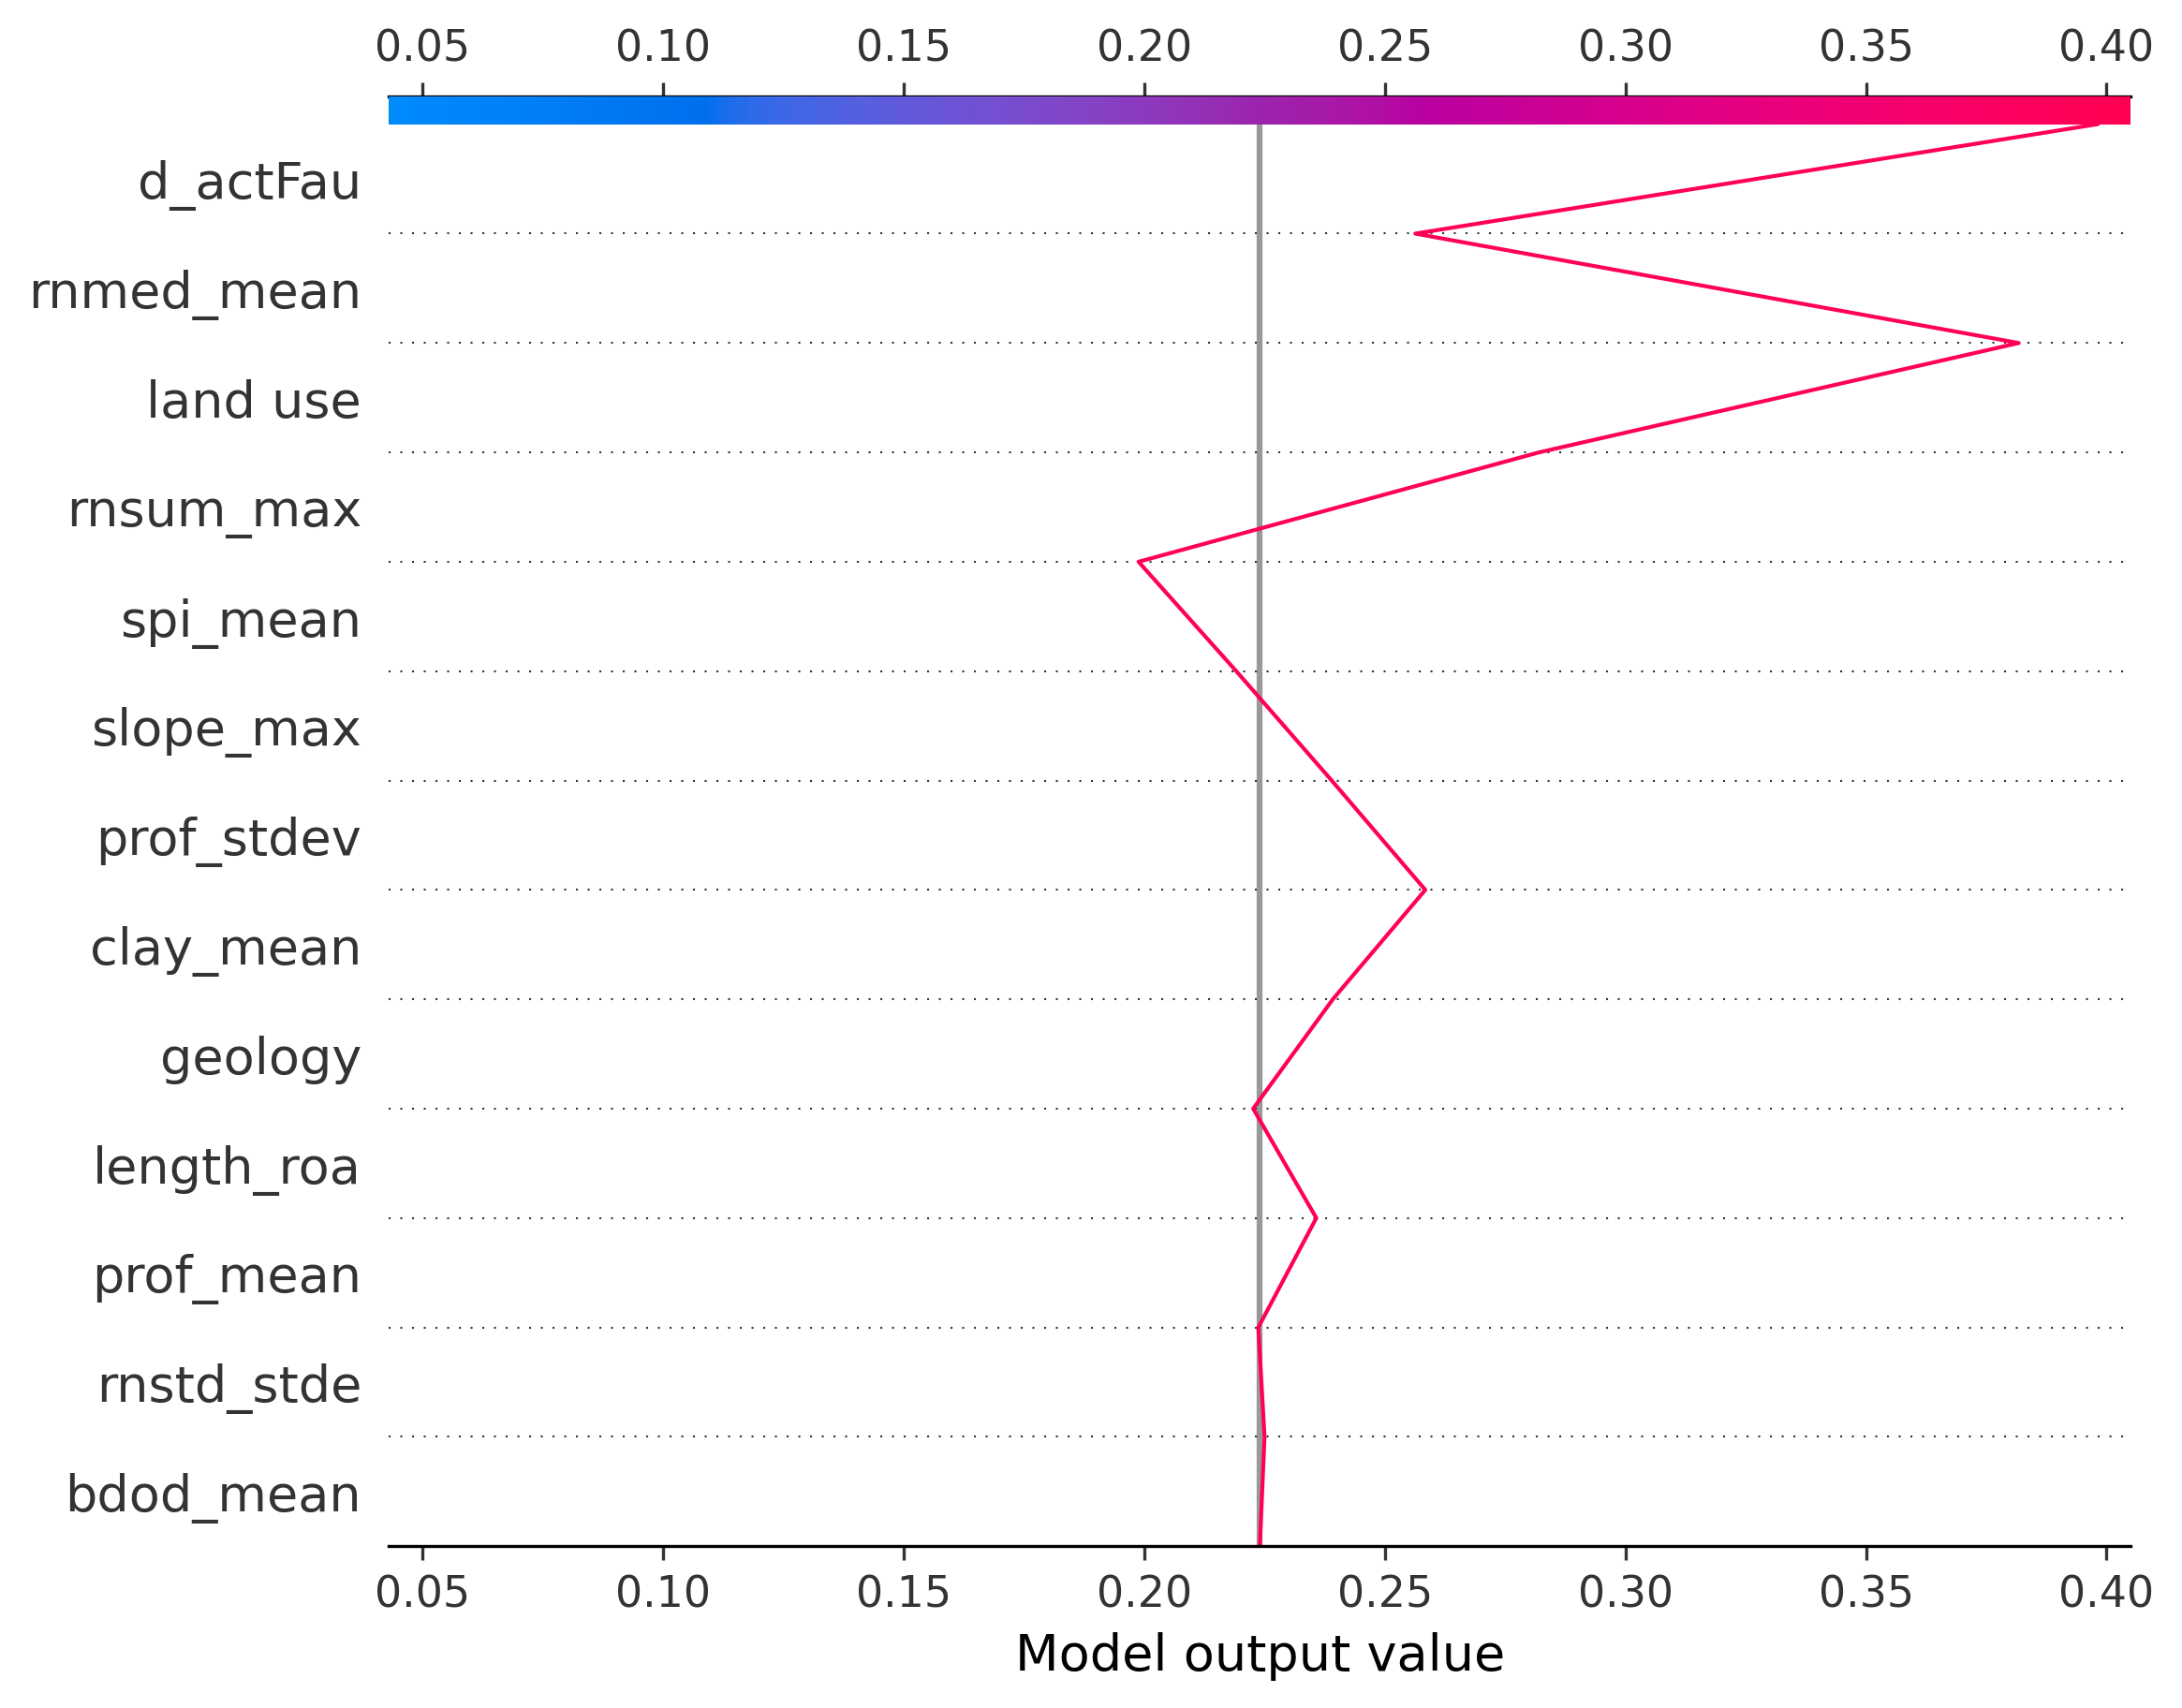 0.05 0.10 0.15 0.20 0.25 0.30 0.35 0.40
d_actFau
rnmed_mean
land use
rnsum_max
spi_mean
slope_max
prof_stdev
clay_mean
geology
length_roa
prof_mean
rnstd_stde
bdod_mean
0.05 0.10 0.15 0.20 0.25 0.30 0.35 0.40
Model output value